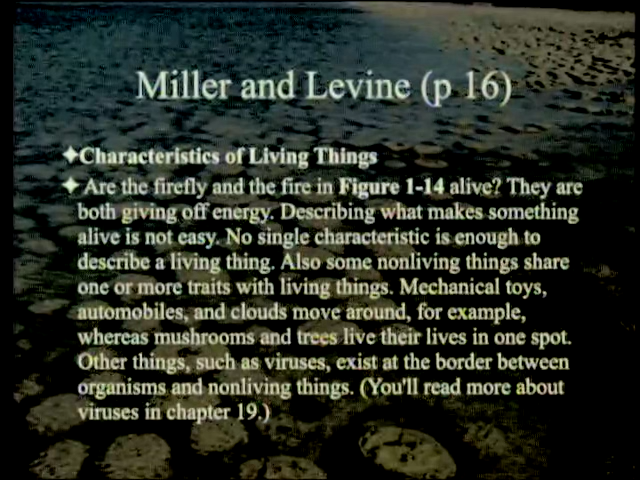 Miller and Levine (p 16)
✦Characteristics of Living Things
✦ Are the firefly and the fire in Figure 1-14 alive? They are
both giving off energy. Describing what makes something
alive is not easy. No single characteristic is enough to
describe a living thing. Also some nonliving things share
one or more traits with living things. Mechanical toys,
automobiles, and clouds move around, for example,
whereas mushrooms and trees live their lives in one spot.
Other things, such as viruses, exist at the border between
organisms and nonliving things. (You'll read more about
viruses in chapter 19.)